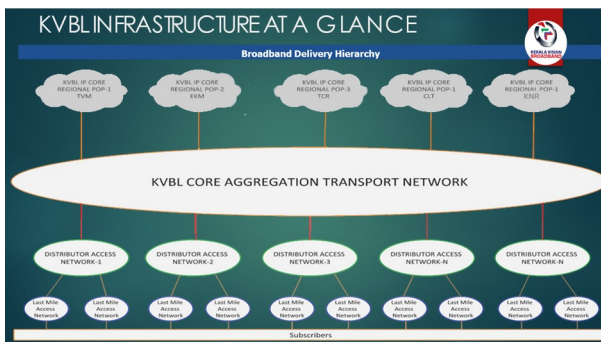 KVBL INFRASTRUCTURE AT A GLANCE
KERALA VISION
BROADBAND
Broadband Delivery Hierarchy
KVBL IP CORE
REGIONAL POP-1
TVM
KVBL IP CORE
REGIONAL POP-2
EKM
KVBL IP CORE
REGIONAL POP-3
TCR
KVBL IP CORE
REGIONAL POP-1
CLT
KVBL IP CORE
REGIONAL POP-1
KNR
KVBL CORE AGGREGATION TRANSPORT NETWORK
DISTRIBUTOR ACCESS
NETWORK-1
DISTRIBUTOR ACCESS
NETWORK-2
DISTRIBUTOR ACCESS
NETWORK-3
DISTRIBUTOR ACCESS
NETWORK-N
DISTRIBUTOR ACCESS
NETWORK-N
Last Mile
Access
Network
Last Mile
Access
Network
Last Mile
Access
Network
Last Mile
Access
Network
Last Mile
Access
Network
Last Mile
Access
Network
Last Mile
Access
Network
Last Mile
Access
Network
Last Mile
Access
Network
Last Mile
Access
Network
Subscribers